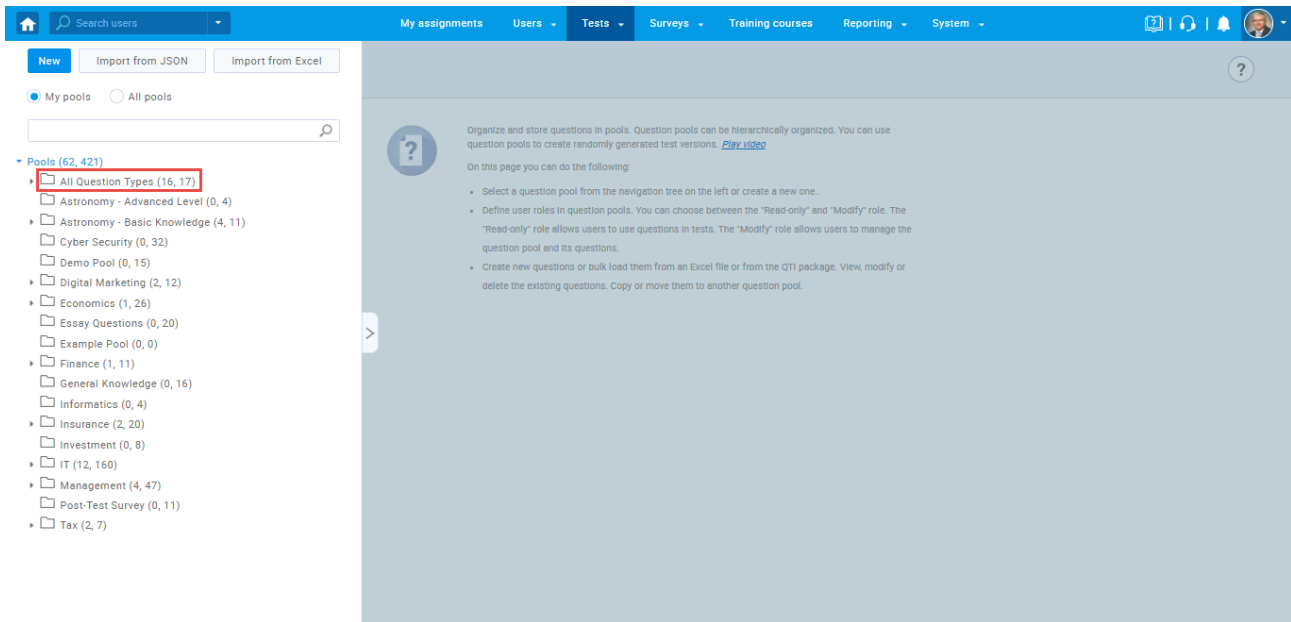 Search users
My assignments
Users
Tests
Surveys
Training courses
Reporting
System
New
Import from JSON
Import from Excel
My pools
All pools
Pools (62, 421)
All Question Types (16, 17)
Astronomy - Advanced Level (0, 4)
Astronomy - Basic Knowledge (4, 11)
Cyber Security (0, 32)
Demo Pool (0, 15)
Digital Marketing (2, 12)
Economics (1, 26)
Essay Questions (0, 20)
Example Pool (0, 0)
Finance (1, 11)
General Knowledge (0, 16)
Informatics (0, 4)
Insurance (2, 20)
Investment (0, 8)
IT (12, 160)
Management (4, 47)
Post-Test Survey (0, 11)
Tax (2, 7)
Organize and store questions in pools. Question pools can be hierarchically organized. You can use
question pools to create randomly generated test versions. Play video
On this page you can do the following:
Select a question pool from the navigation tree on the left or create a new one..
Define user roles in question pools. You can choose between the "Read-only" and "Modify" role. The
"Read-only" role allows users to use questions in tests. The "Modify" role allows users to manage the
question pool and its questions.
Create new questions or bulk load them from an Excel file or from the QTI package. View, modify or
delete the existing questions. Copy or move them to another question pool.